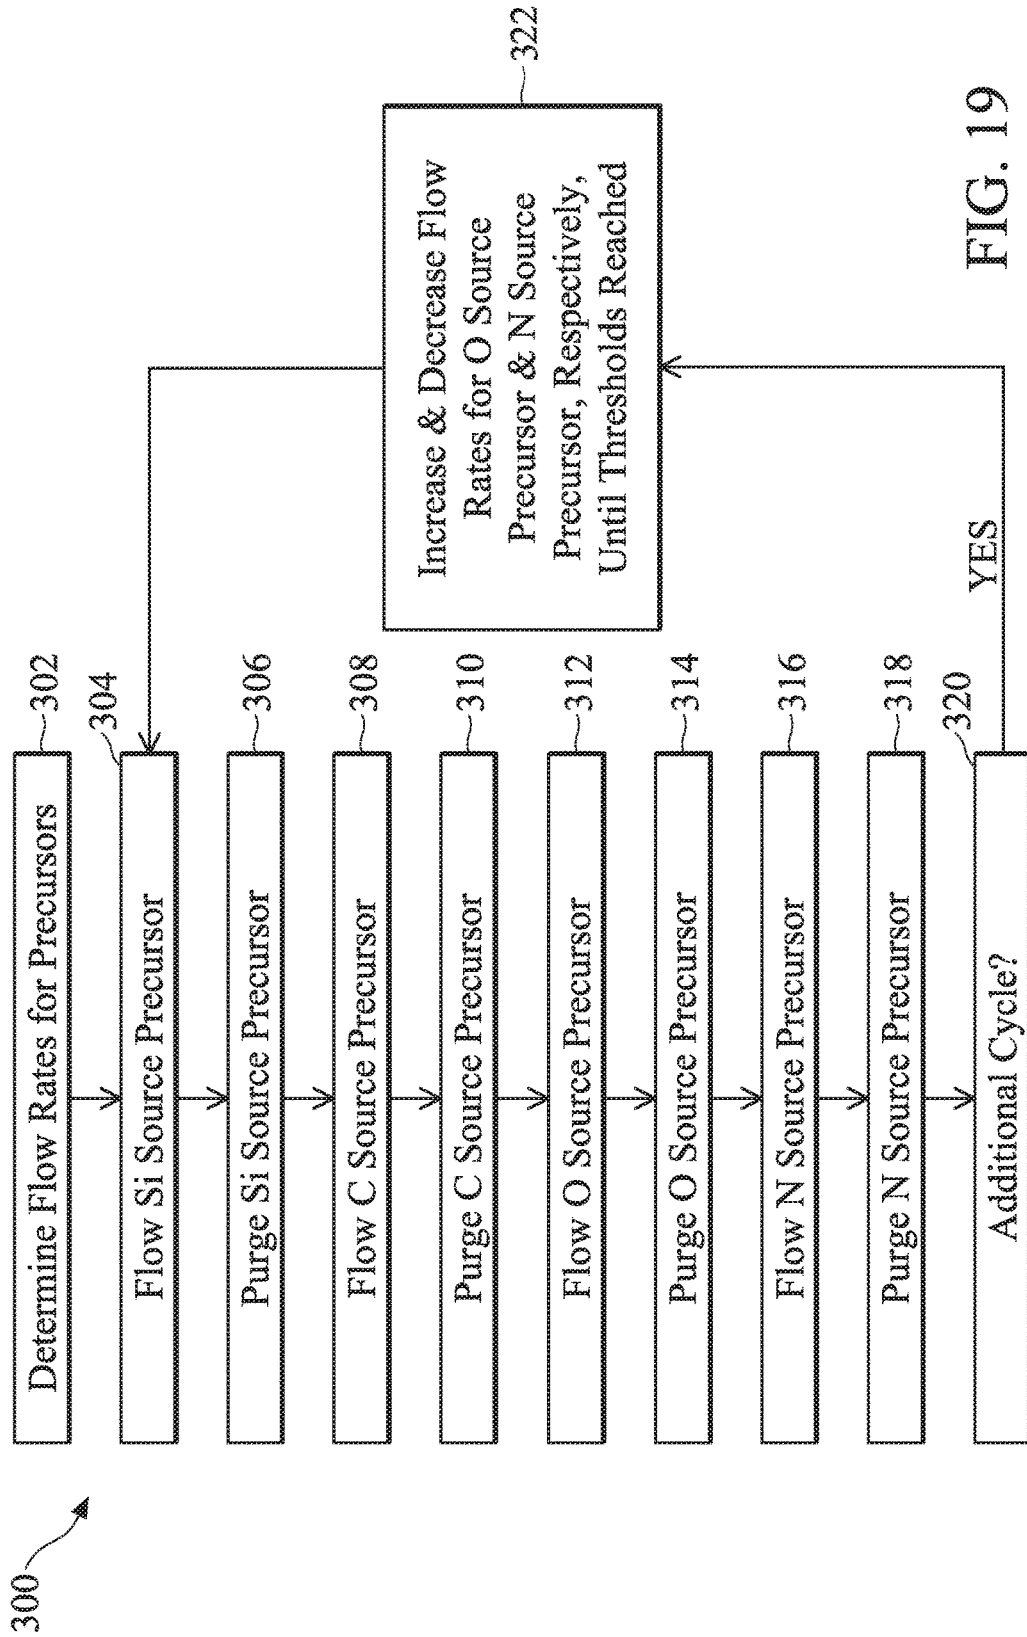 300
Determine Flow Rates for Precursors
302
304
Flow Si Source Precursor
Purge Si Source Precursor
306
Flow C Source Precursor
308
Purge C Source Precursor
310
Flow O Source Precursor
312
Purge O Source Precursor
314
Flow N Source Precursor
316
Purge N Source Precursor
318
320
Additional Cycle?
YES
Increase & Decrease Flow
Rates for O Source
Precursor & N Source
Precursor, Respectively,
Until Thresholds Reached
322
FIG. 19